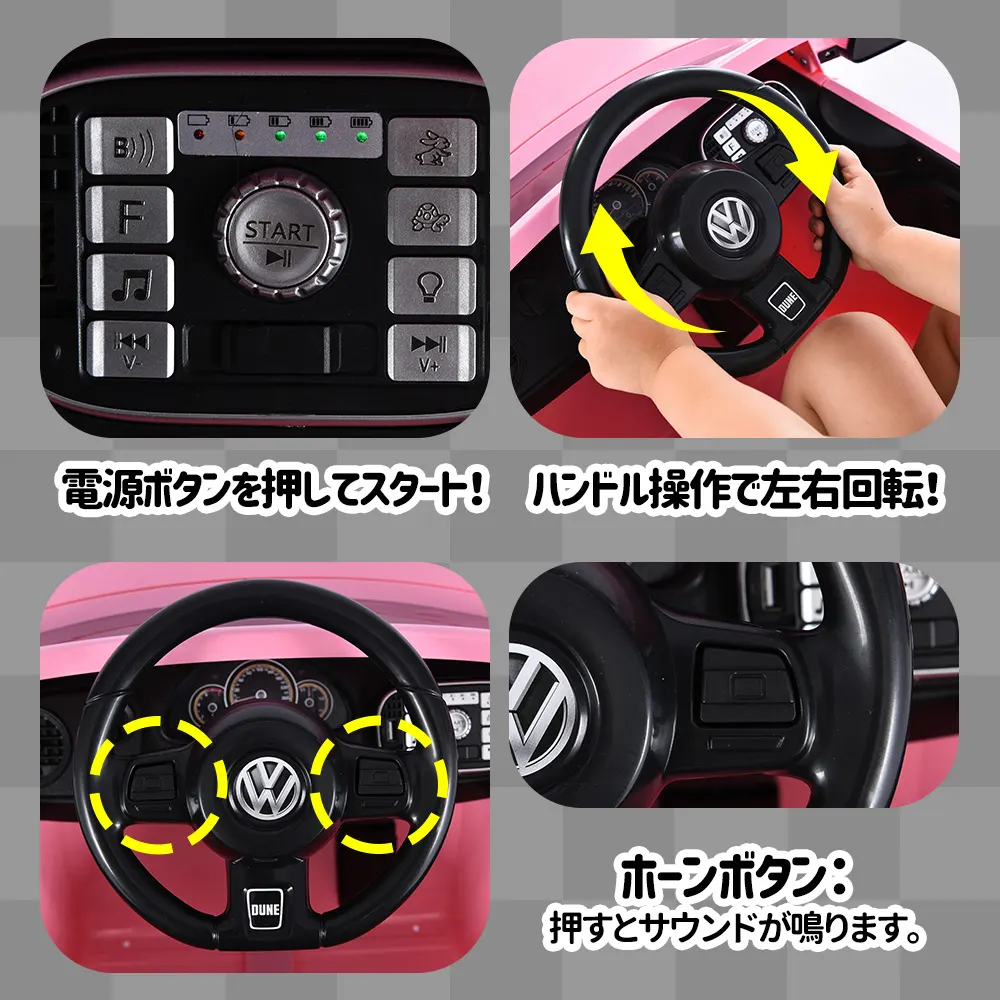 B
START
F
V-
V+
DUNE
電源ボタンを押してスタート!
ハンドル操作で左右回転!
DUNE
ホーンボタン:
押すとサウンドが鳴ります。